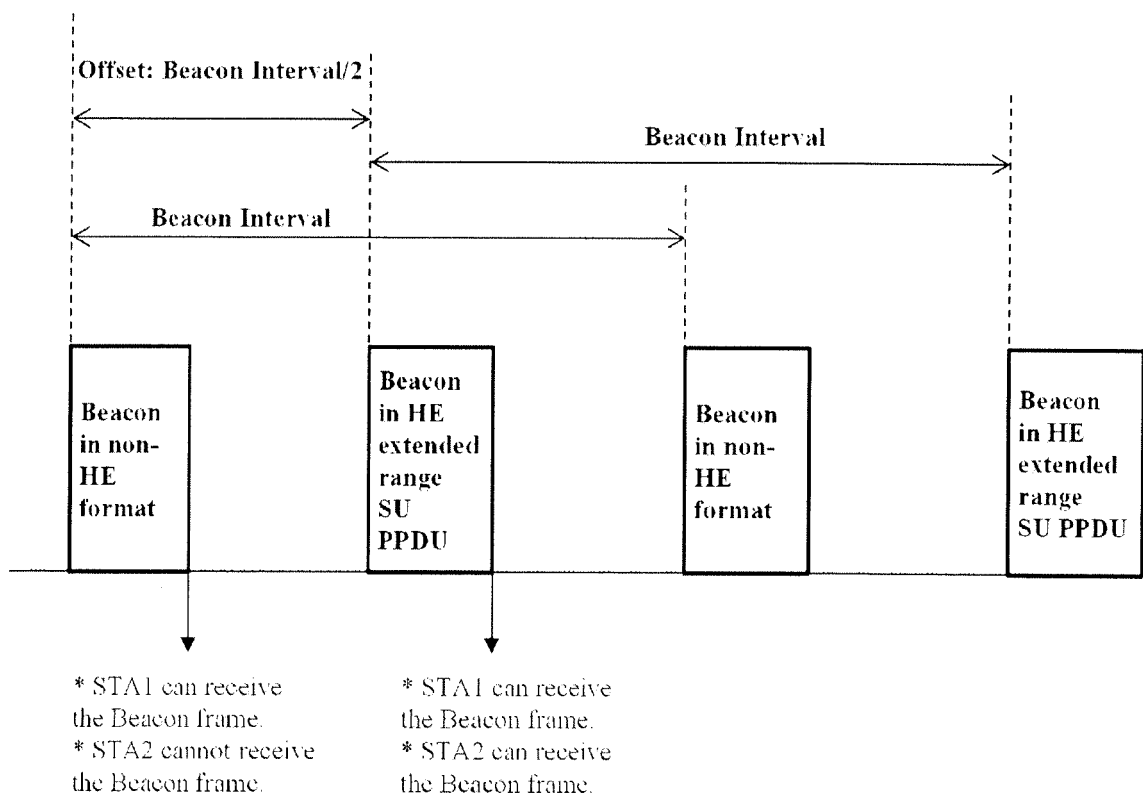 Offset: Beacon Interval/2
Beacon Interval
Beacon Interval
Beacon
in non-
HE
format
Beacon
in HE
extended
range
SU
PPDU
Beacon
in non-
HE
format
Beacon
in HE
extended
range
SU PPDU
* STA1 can receive
the Beacon frame.
* STA2 cannot receive
the Beacon frame.
* STA1 can receive
the Beacon frame.
* STA2 can receive
the Beacon frame.